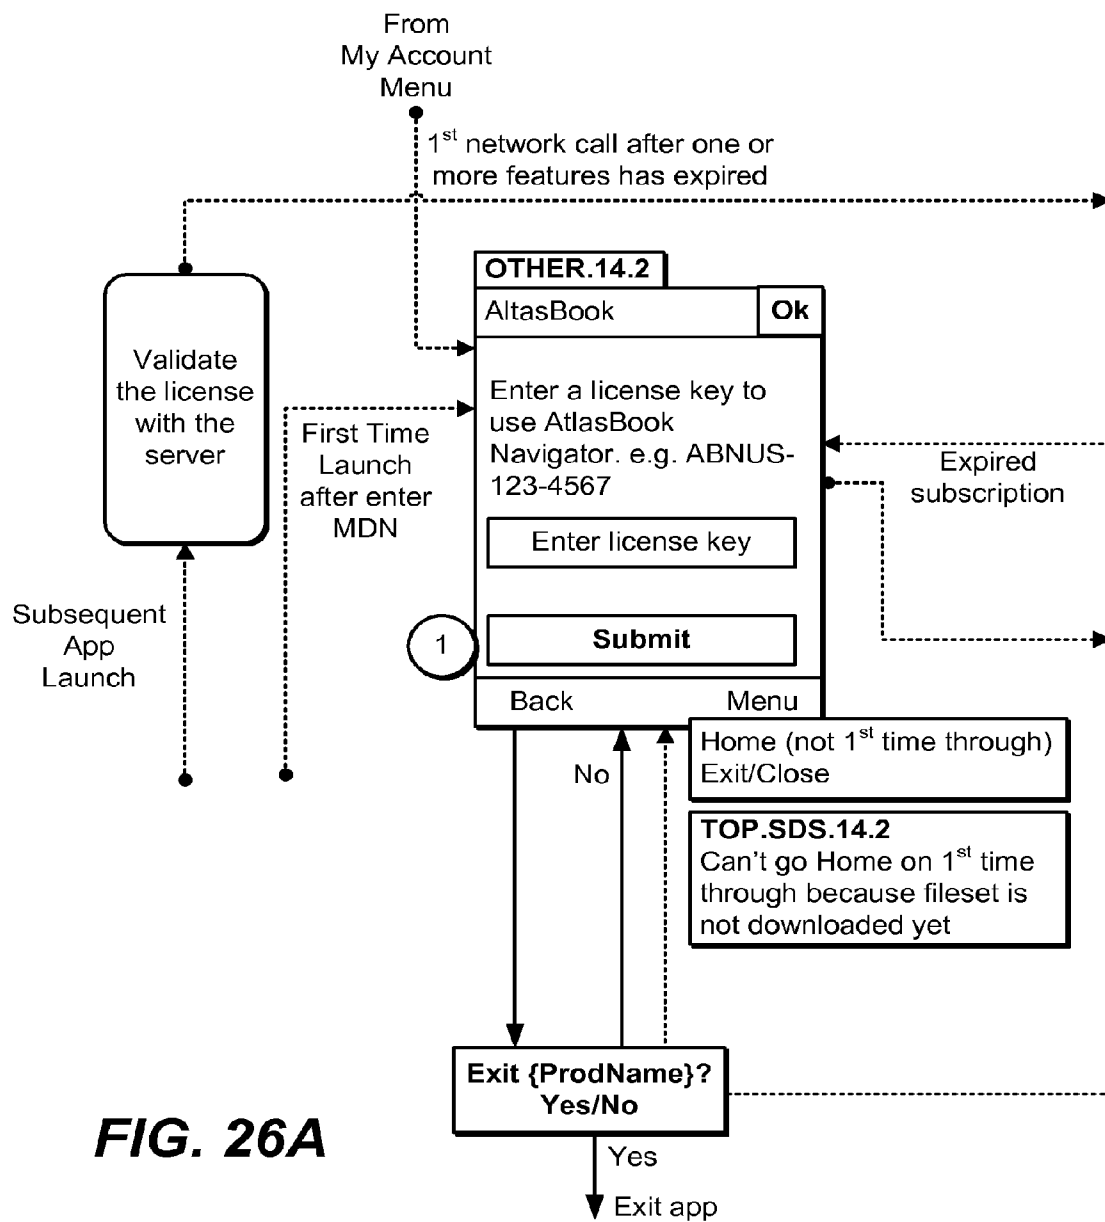 From
My Account
Menu
1st network call after one or
more features has expired
OTHER.14.2
AltasBook
Ok
Validate
the license
with the
server
Enter a license key to
use AtlasBook
Navigator. e.g. ABNUS-
123-4567
First Time
Launch
after enter
MDN
Expired
subscription
Enter license key
Subsequent
App
Launch
1
Submit
Back
Menu
Home (not 1st time through)
Exit/Close
No
TOP.SDS.14.2
Can't go Home on 1st time
through because fileset is
not downloaded yet
Exit {ProdName}?
Yes/No
FIG. 26A
Yes
Exit app